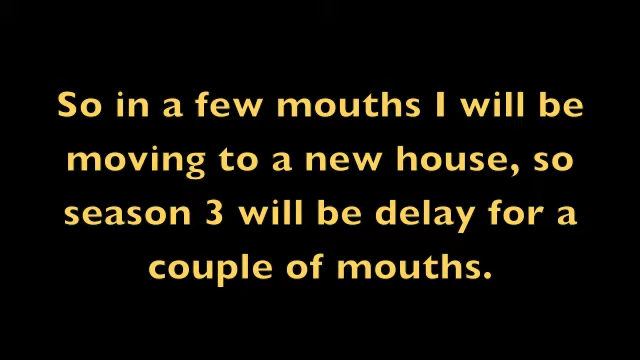 So in a few mouths I will be
moving to a new house, so
season 3 will be delay for a
couple of mouths.